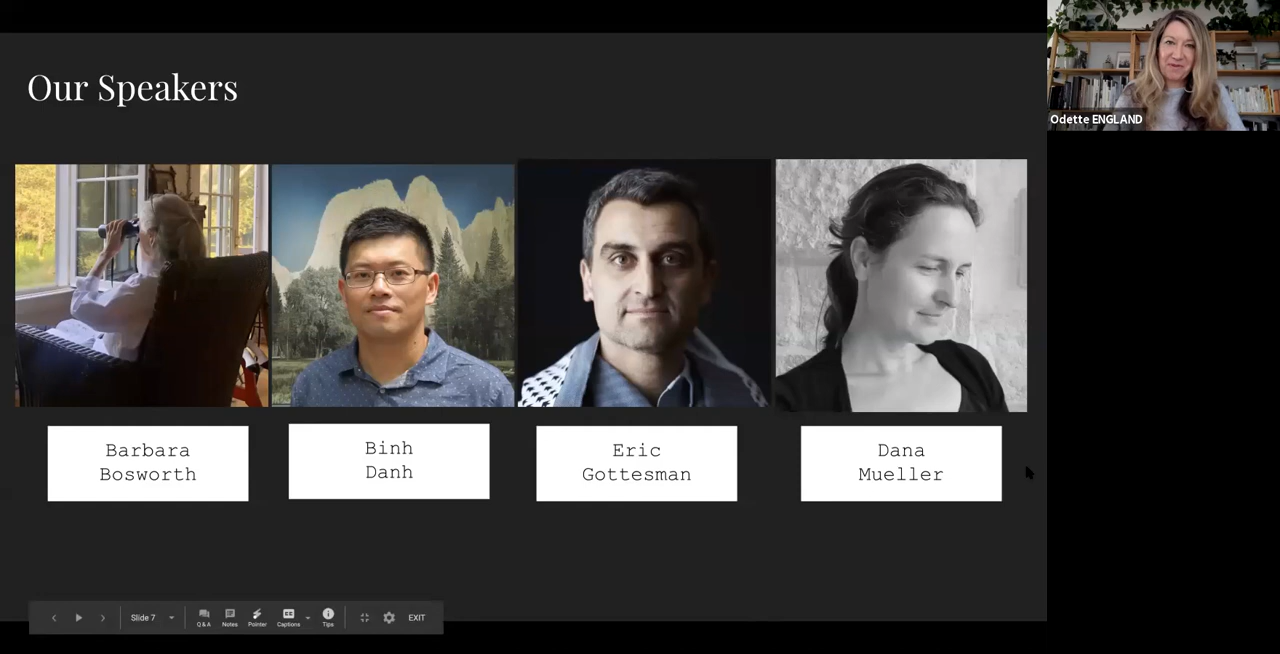 Our Speakers
Odette ENGLAND
Barbara
Bosworth
Binh
Danh
Eric
Gottesman
Dana
Mueller
Slide 7
Q & A
Notes
Pointer
CC
Captions
Tips
EXIT